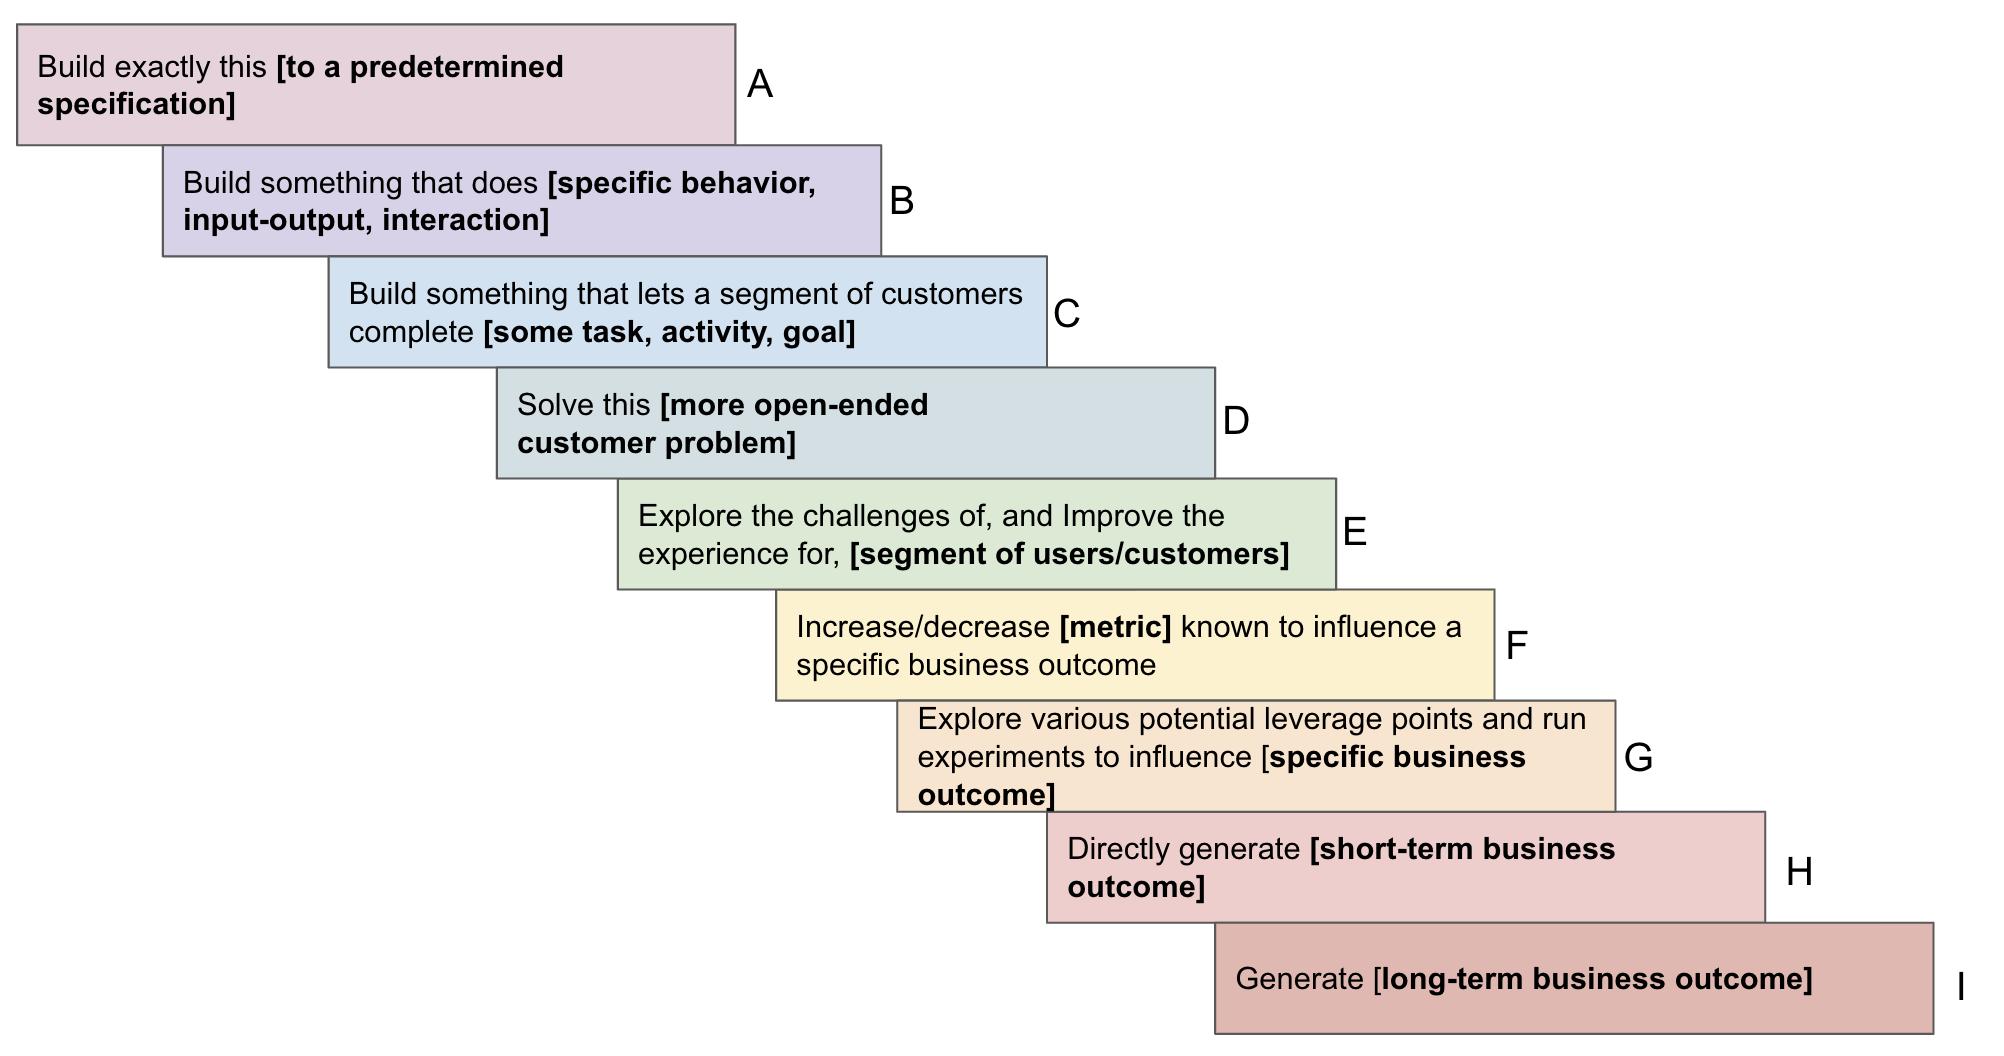 Build exactly this [to a predetermined
specification]
A
Build something that does [specific behavior,
input-output, interaction]
B
Build something that lets a segment of customers
complete [some task, activity, goal]
C
Solve this [more open-ended
customer problem]
D
Explore the challenges of, and Improve the
experience for, [segment of users/customers]
E
Increase/decrease [metric] known to influence a
specific business outcome
F
Explore various potential leverage points and run
experiments to influence [specific business
outcome]
G
Directly generate [short-term business
outcome]
H
Generate [long-term business outcome]
I